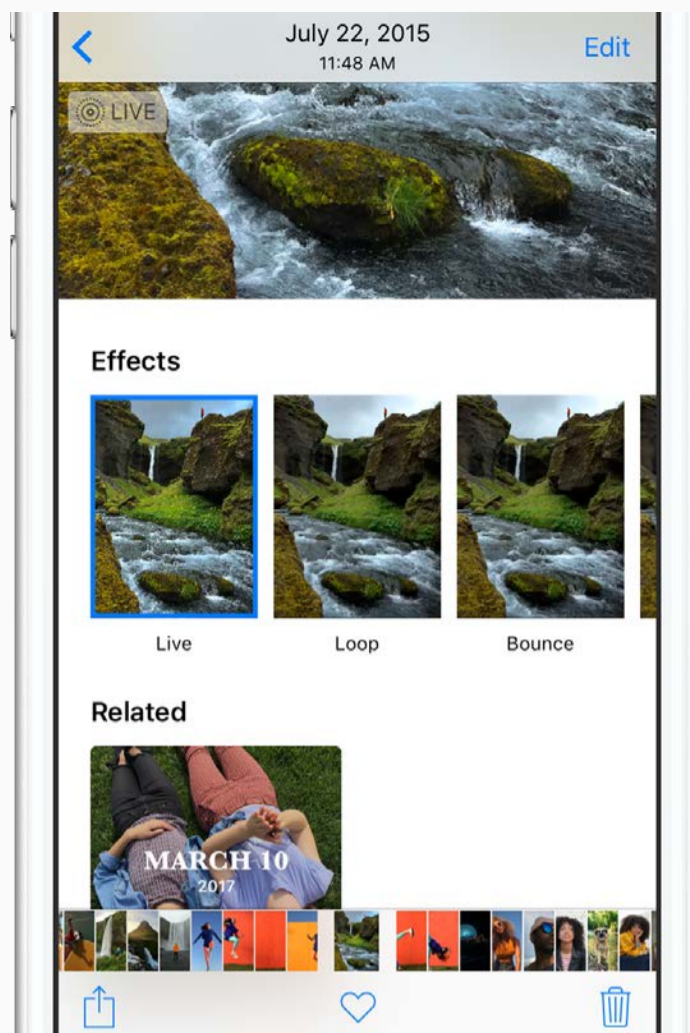 July 22, 2015
11:48 AM
Edit
LIVE
Effects
Live
Loop
Bounce
Related
MARCH 10
2017